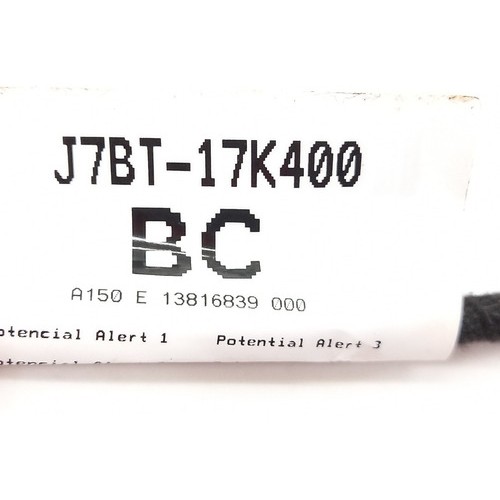 J7BT-17K400
BC
A150 E 13816839 000
otencial Alert 1 Potential Alert 3